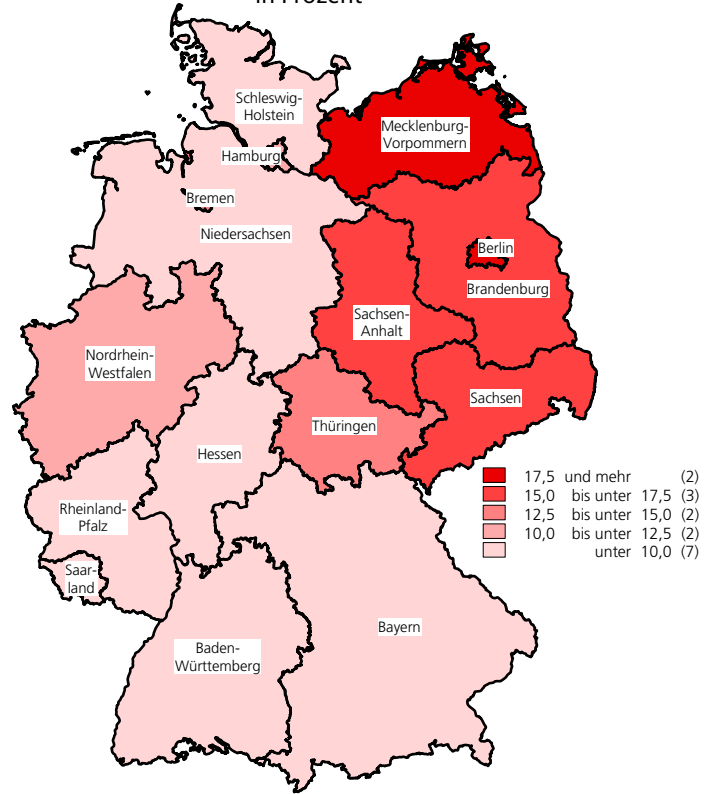 in Prozent
Schleswig-
Holstein
Mecklenburg-
Vorpommern
Hamburg
Bremen
Niedersachsen
Berlin
Brandenburg
Sachsen-
Anhalt
Nordrhein-
Westfalen
Sachsen
Thüringen
Hessen
Rheinland-
Pfalz
Saar-
land
Bayern
Baden-
Württemberg
17,5 und mehr (2)
15,0 bis unter 17,5 (3)
12,5 bis unter 15,0 (2)
10,0 bis unter 12,5 (2)
unter 10,0 (7)